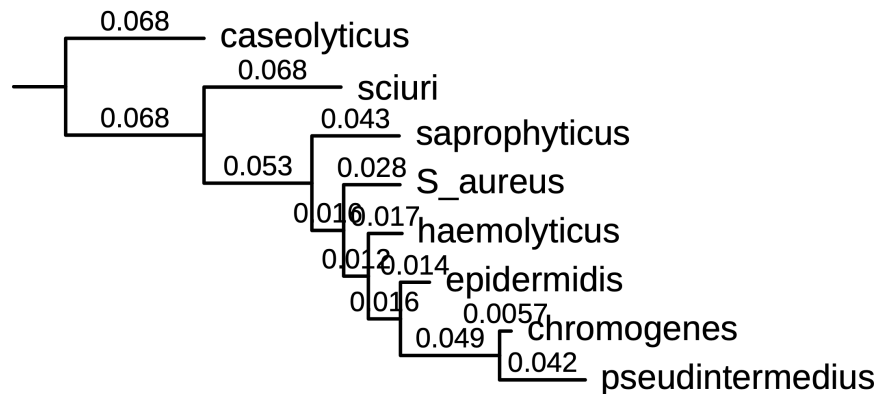 0.068
caseolyticus
0.068
sciuri
0.068
0.043
saprophyticus
0.053
0.028
S_aureus
0.016
0.017
haemolyticus
0.012
0.014
epidermidis
0.016
0.0057
chromogenes
0.049
0.042
pseudintermedius